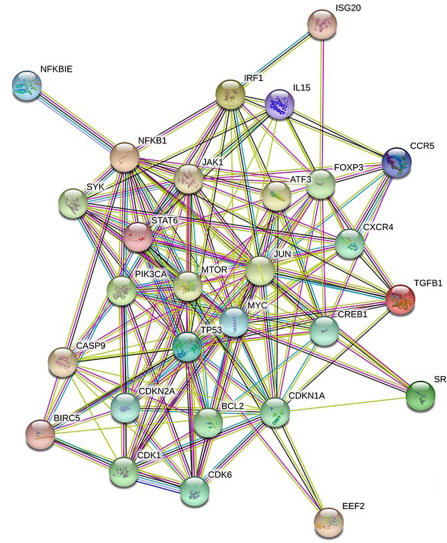 ISG20
NFKBIE
IRF1
IL15
NFKB1
CCR5
JAK1
FOXP3
ATF3
SYK
STAT6
CXCR4
JUN
PIK3CA
MTOR
TGFB1
MYC
CREB1
TP53
CASP9
SR
CDKN2A
BCL2
CDKN1A
BIRC5
CDK1
CDK6
EEF2